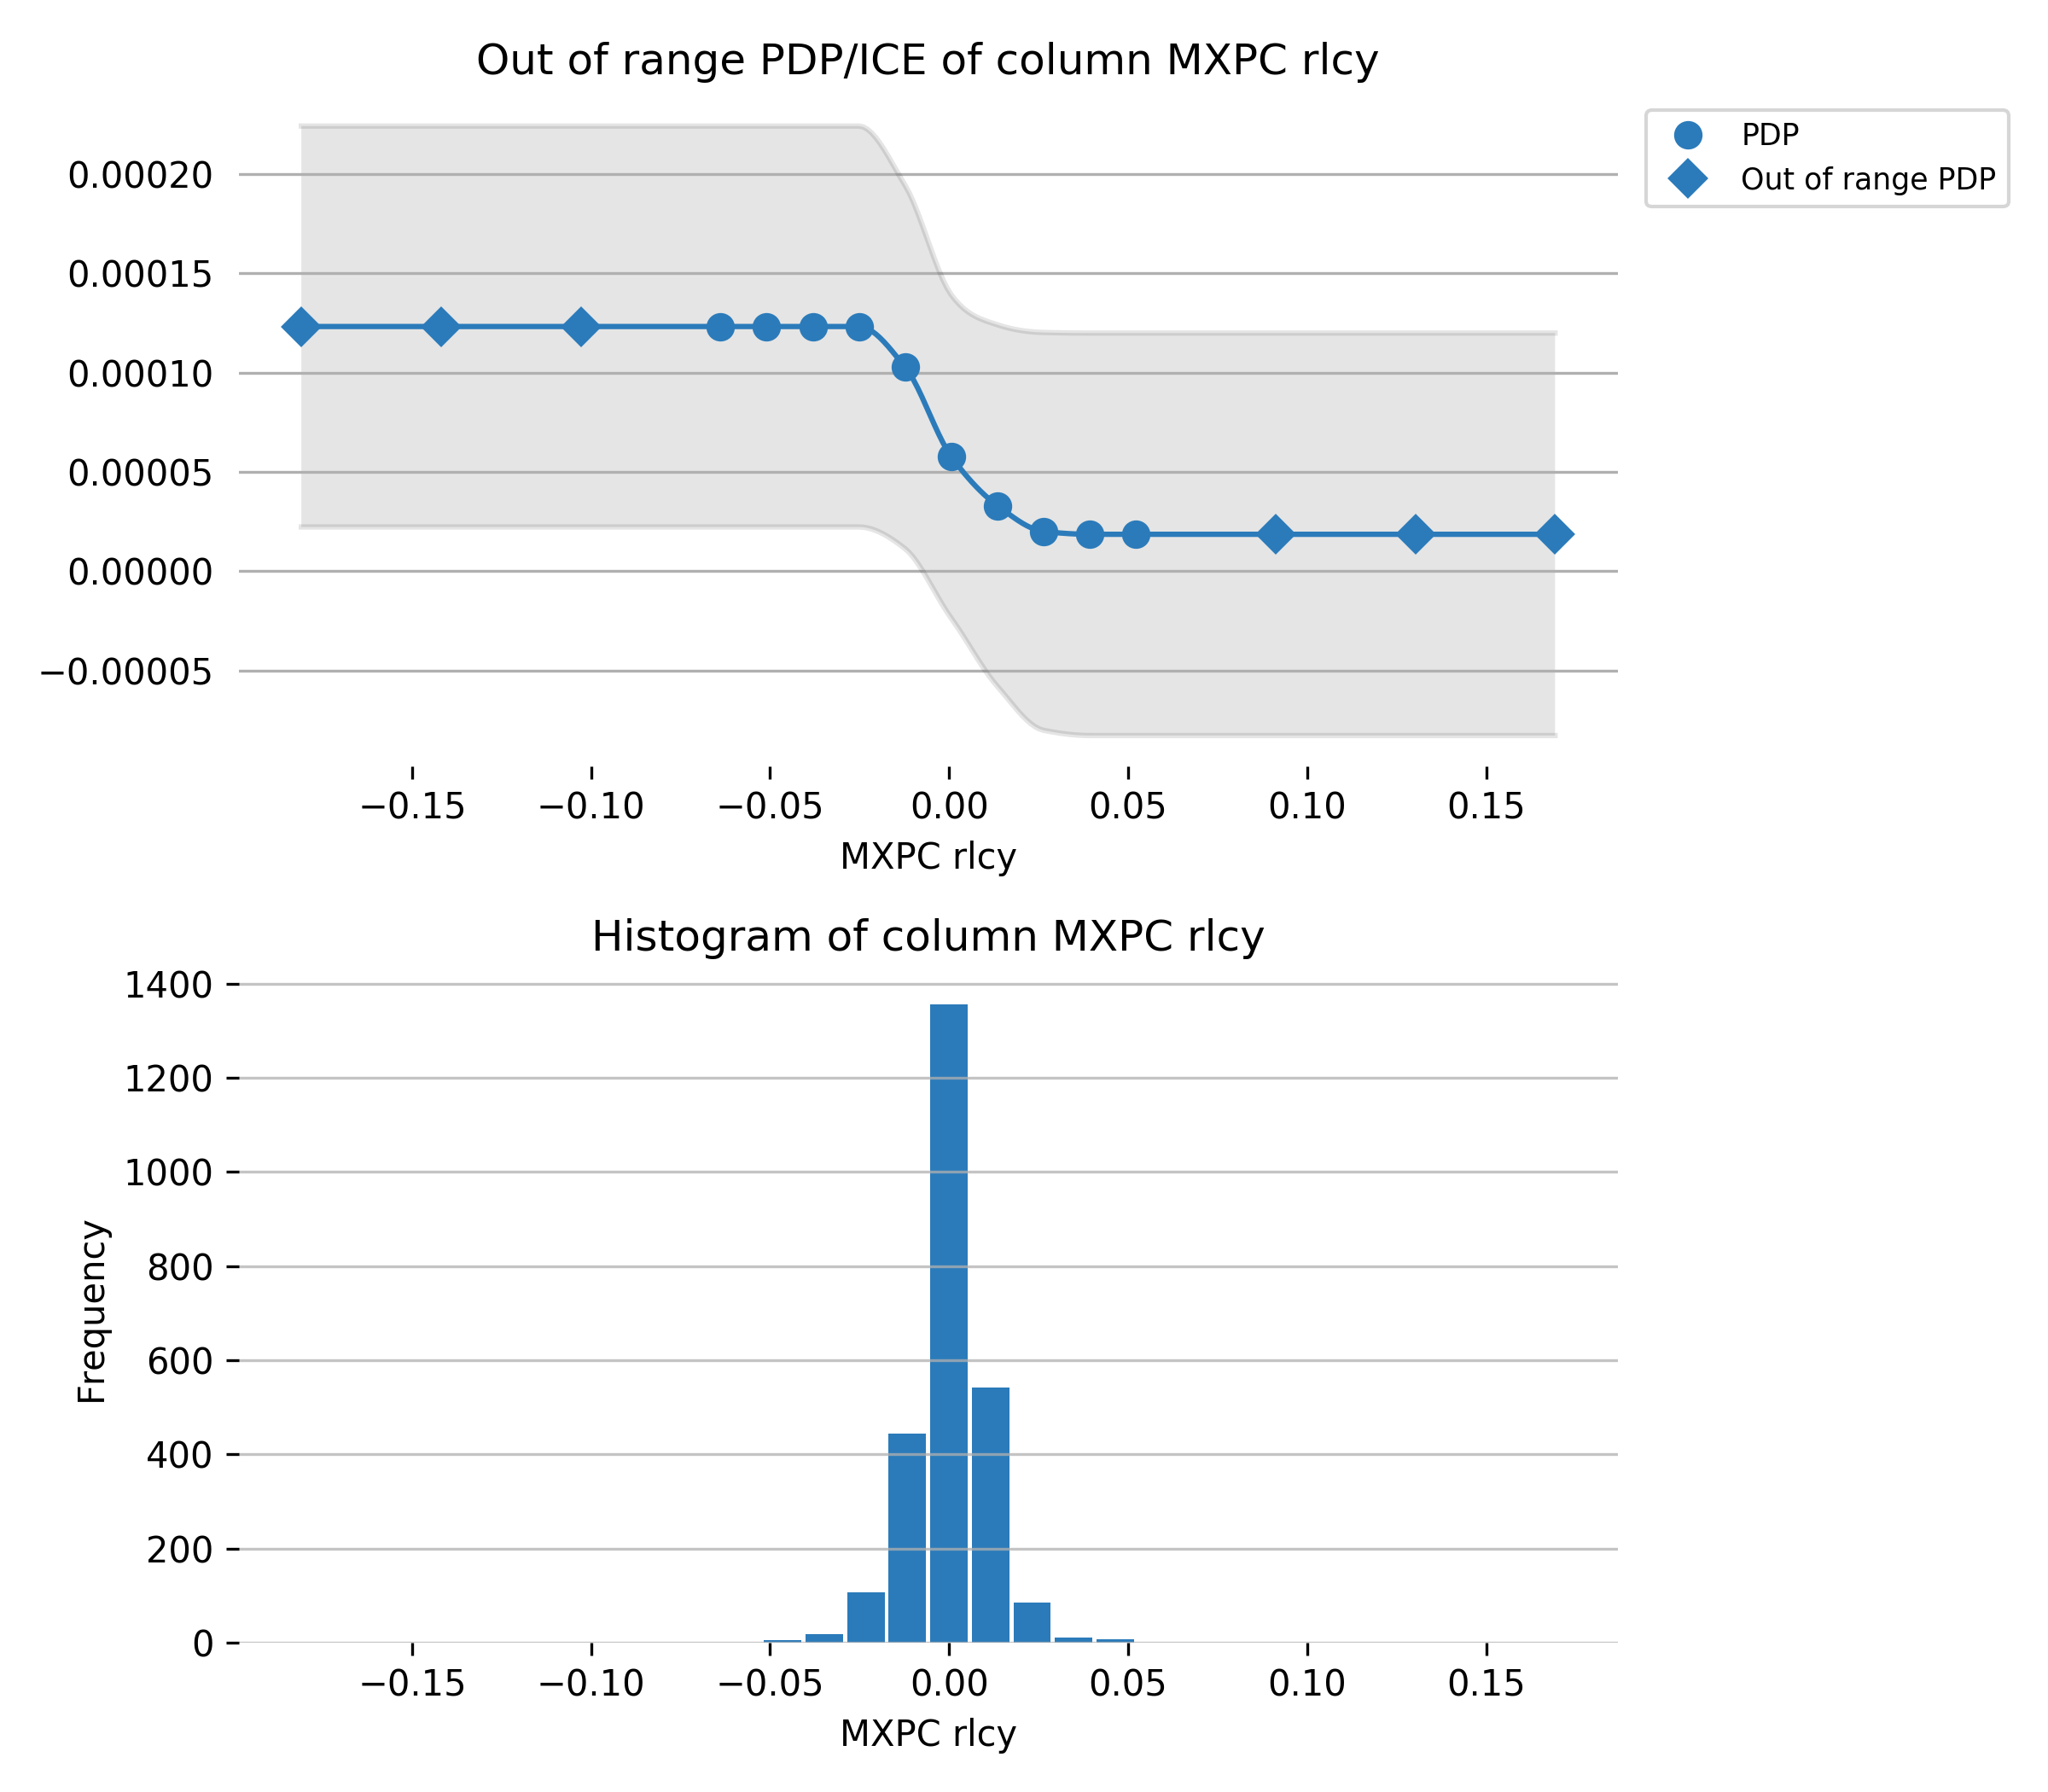 Out of range PDP/ICE of column MXPC rlcy
PDP
Out of range PDP
0.00020
0.00015
0.00010
0.00005
0.00000
−0.00005
−0.15 −0.10 −0.05 0.00 0.05 0.10 0.15
MXPC rlcy
Histogram of column MXPC rlcy
1400
1200
1000
800
600
400
200
0
Frequency
−0.15 −0.10 −0.05 0.00 0.05 0.10 0.15
MXPC rlcy